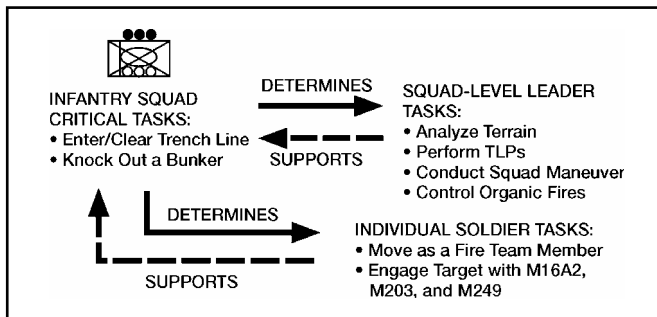 DETERMINES
INFANTRY SQUAD
CRITICAL TASKS:
• Enter/Clear Trench Line
• Knock Out a Bunker
SUPPORTS
SQUAD-LEVEL LEADER
TASKS:
• Analyze Terrain
• Perform TLPs
• Conduct Squad Maneuver
• Control Organic Fires
DETERMINES
SUPPORTS
INDIVIDUAL SOLDIER TASKS:
• Move as a Fire Team Member
• Engage Target with M16A2,
M203, and M249